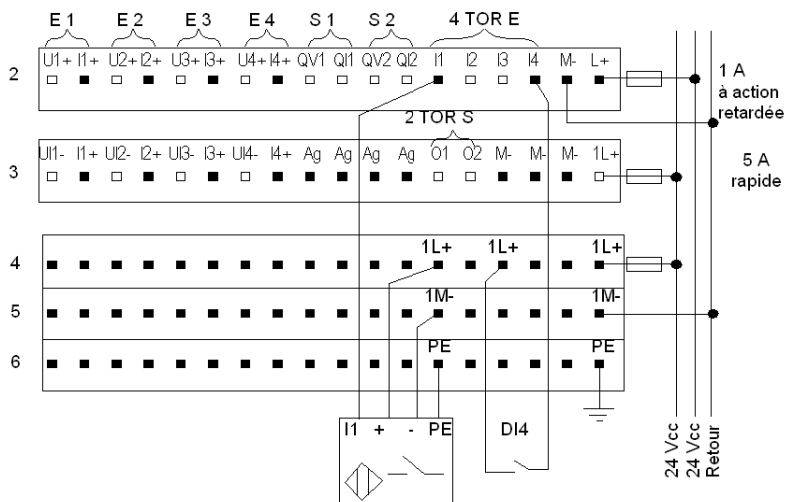 E 1 E 2 E 3 E 4 S 1 S 2 4 TOR E
2 U1+ I1+ U2+ I2+ U3+ I3+ U4+ I4+ QV1 QI1 QV2 QI2 I1 I2 I3 I4 M- L+
1 A
à action
retardée
2 TOR S
3 UI1- I1+ UI2- I2+ UI3- I3+ UI4- I4+ Ag Ag Ag Ag O1 O2 M- M- M- 1L+
5 A
rapide
4 1L+ 1L+ 1L+
5 1M- 1M-
6 PE PE
I1 + - PE DI4
24 Vcc
24 Vcc
Retour